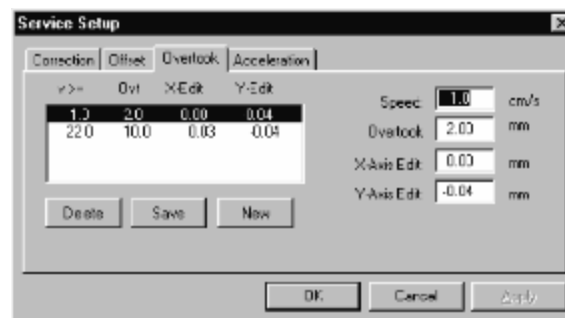 Service Setup
Correction Offset Overlook Acceleration
v>= Ovl X-Edit Y-Edit
1.0 2.0 0.00 0.04
22.0 10.0 0.03 -0.04
Speed: 1.0 cm/s
Overlook: 2.00 mm
X-Axis Edit: 0.00 mm
Y-Axis Edit: -0.04 mm
Delete Save New
OK Cancel Apply